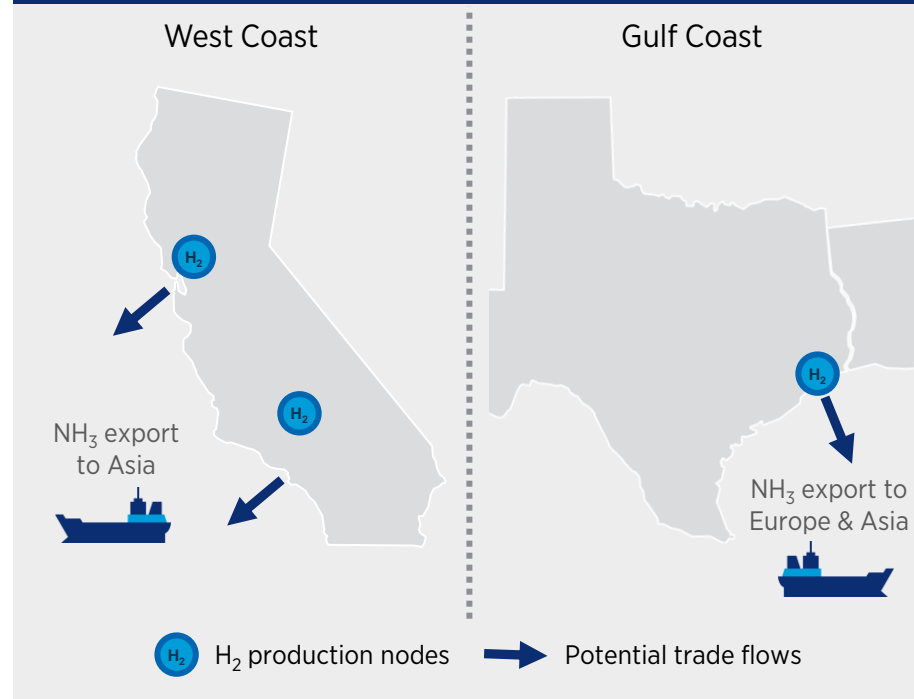 West Coast
Gulf Coast
H₂
H₂
NH₃ export
to Asia
H₂
NH₃ export to
Europe & Asia
H₂ H₂ production nodes
Potential trade flows